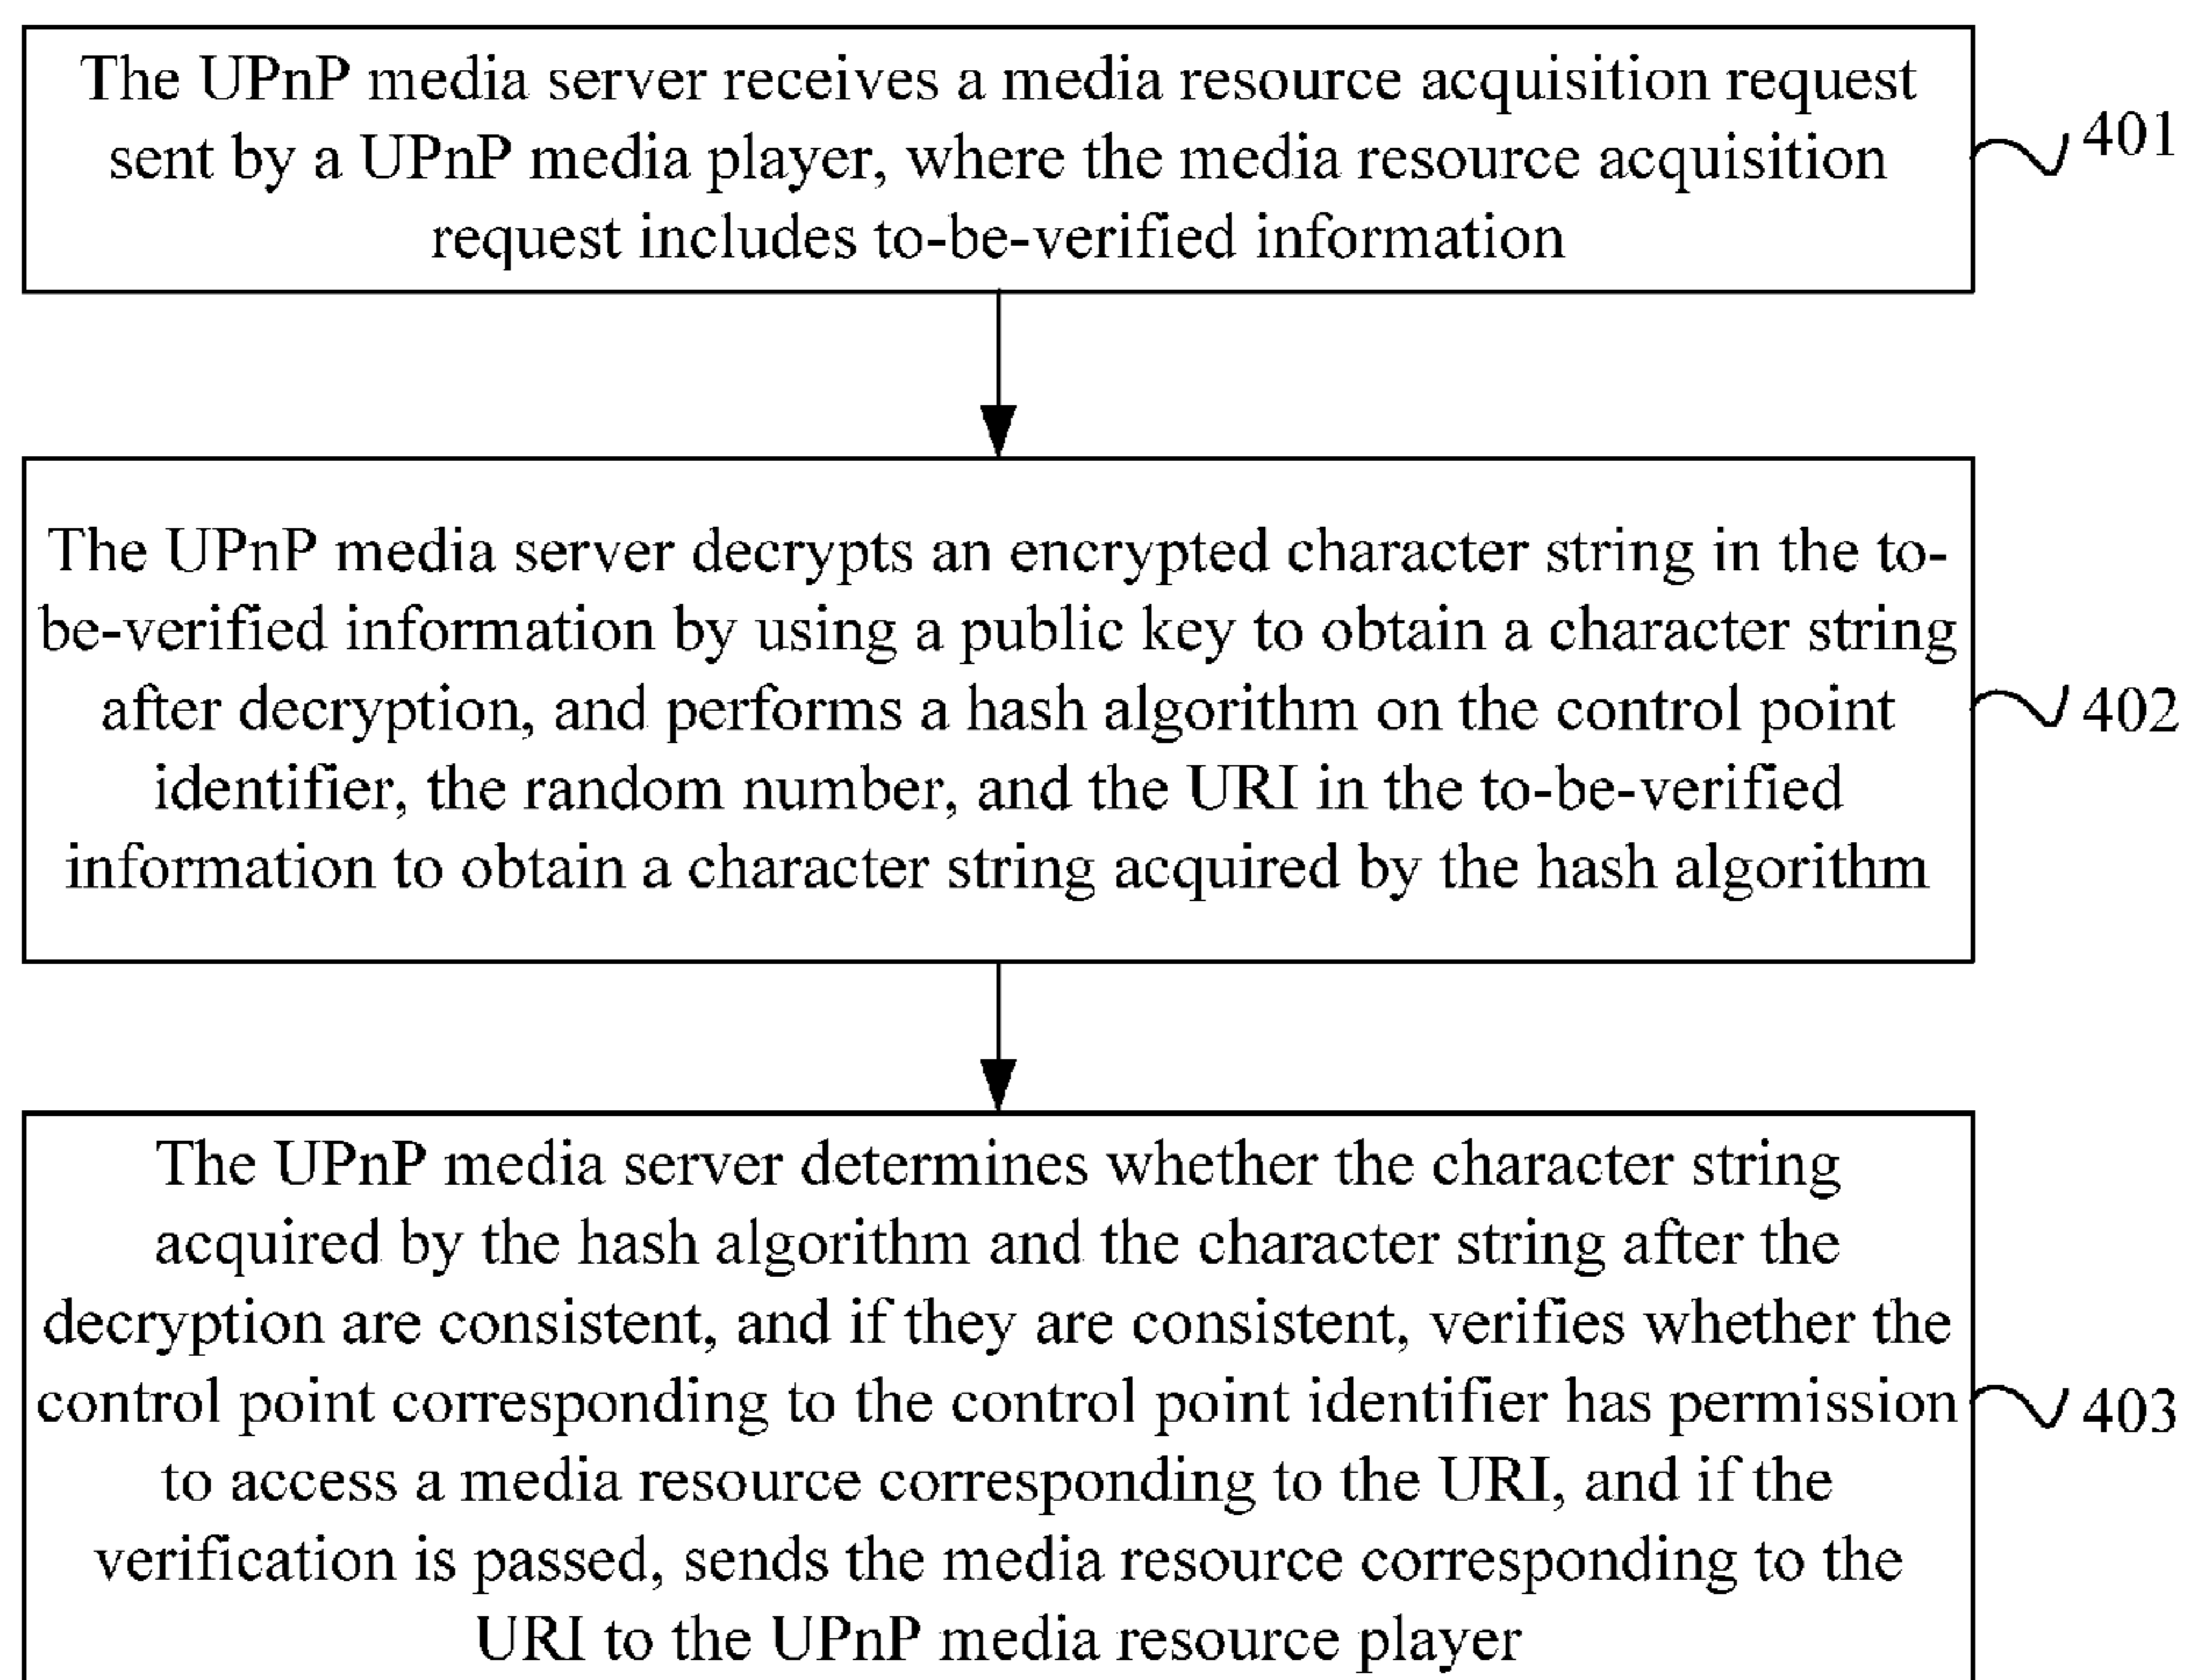 The UPnP media server receives a media resource acquisition request
sent by a UPnP media player, where the media resource acquisition
request includes to-be-verified information
401
The UPnP media server decrypts an encrypted character string in the to-
be-verified information by using a public key to obtain a character string
after decryption, and performs a hash algorithm on the control point
identifier, the random number, and the URI in the to-be-verified
information to obtain a character string acquired by the hash algorithm
402
The UPnP media server determines whether the character string
acquired by the hash algorithm and the character string after the
decryption are consistent, and if they are consistent, verifies whether the
control point corresponding to the control point identifier has permission
to access a media resource corresponding to the URI, and if the
verification is passed, sends the media resource corresponding to the
URI to the UPnP media resource player
403